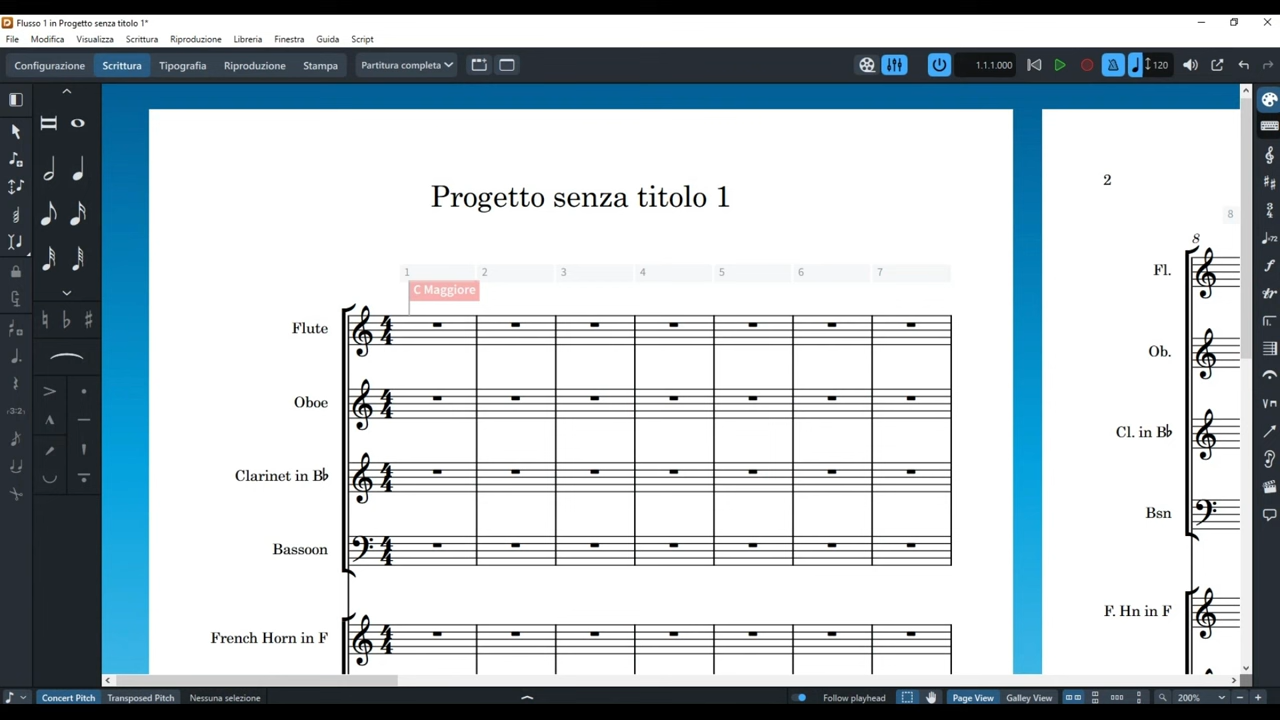 Flusso 1 in Progetto senza titolo 1*
File Modifica Visualizza Scrittura Riproduzione Libreria Finestra Guida Script
Configurazione Scrittura Tipografia Riproduzione Stampa Partitura completa 1.1.1.000 120
Progetto senza titolo 1
2
1 2 3 4 5 6 7
8
8
C Maggiore
Flute
Oboe
Clarinet in B♭
Bassoon
French Horn in F
Fl.
Ob.
Cl. in B♭
Bsn
F. Hn in F
Concert Pitch Transposed Pitch Nessuna selezione Follow playhead Page View Galley View 200%